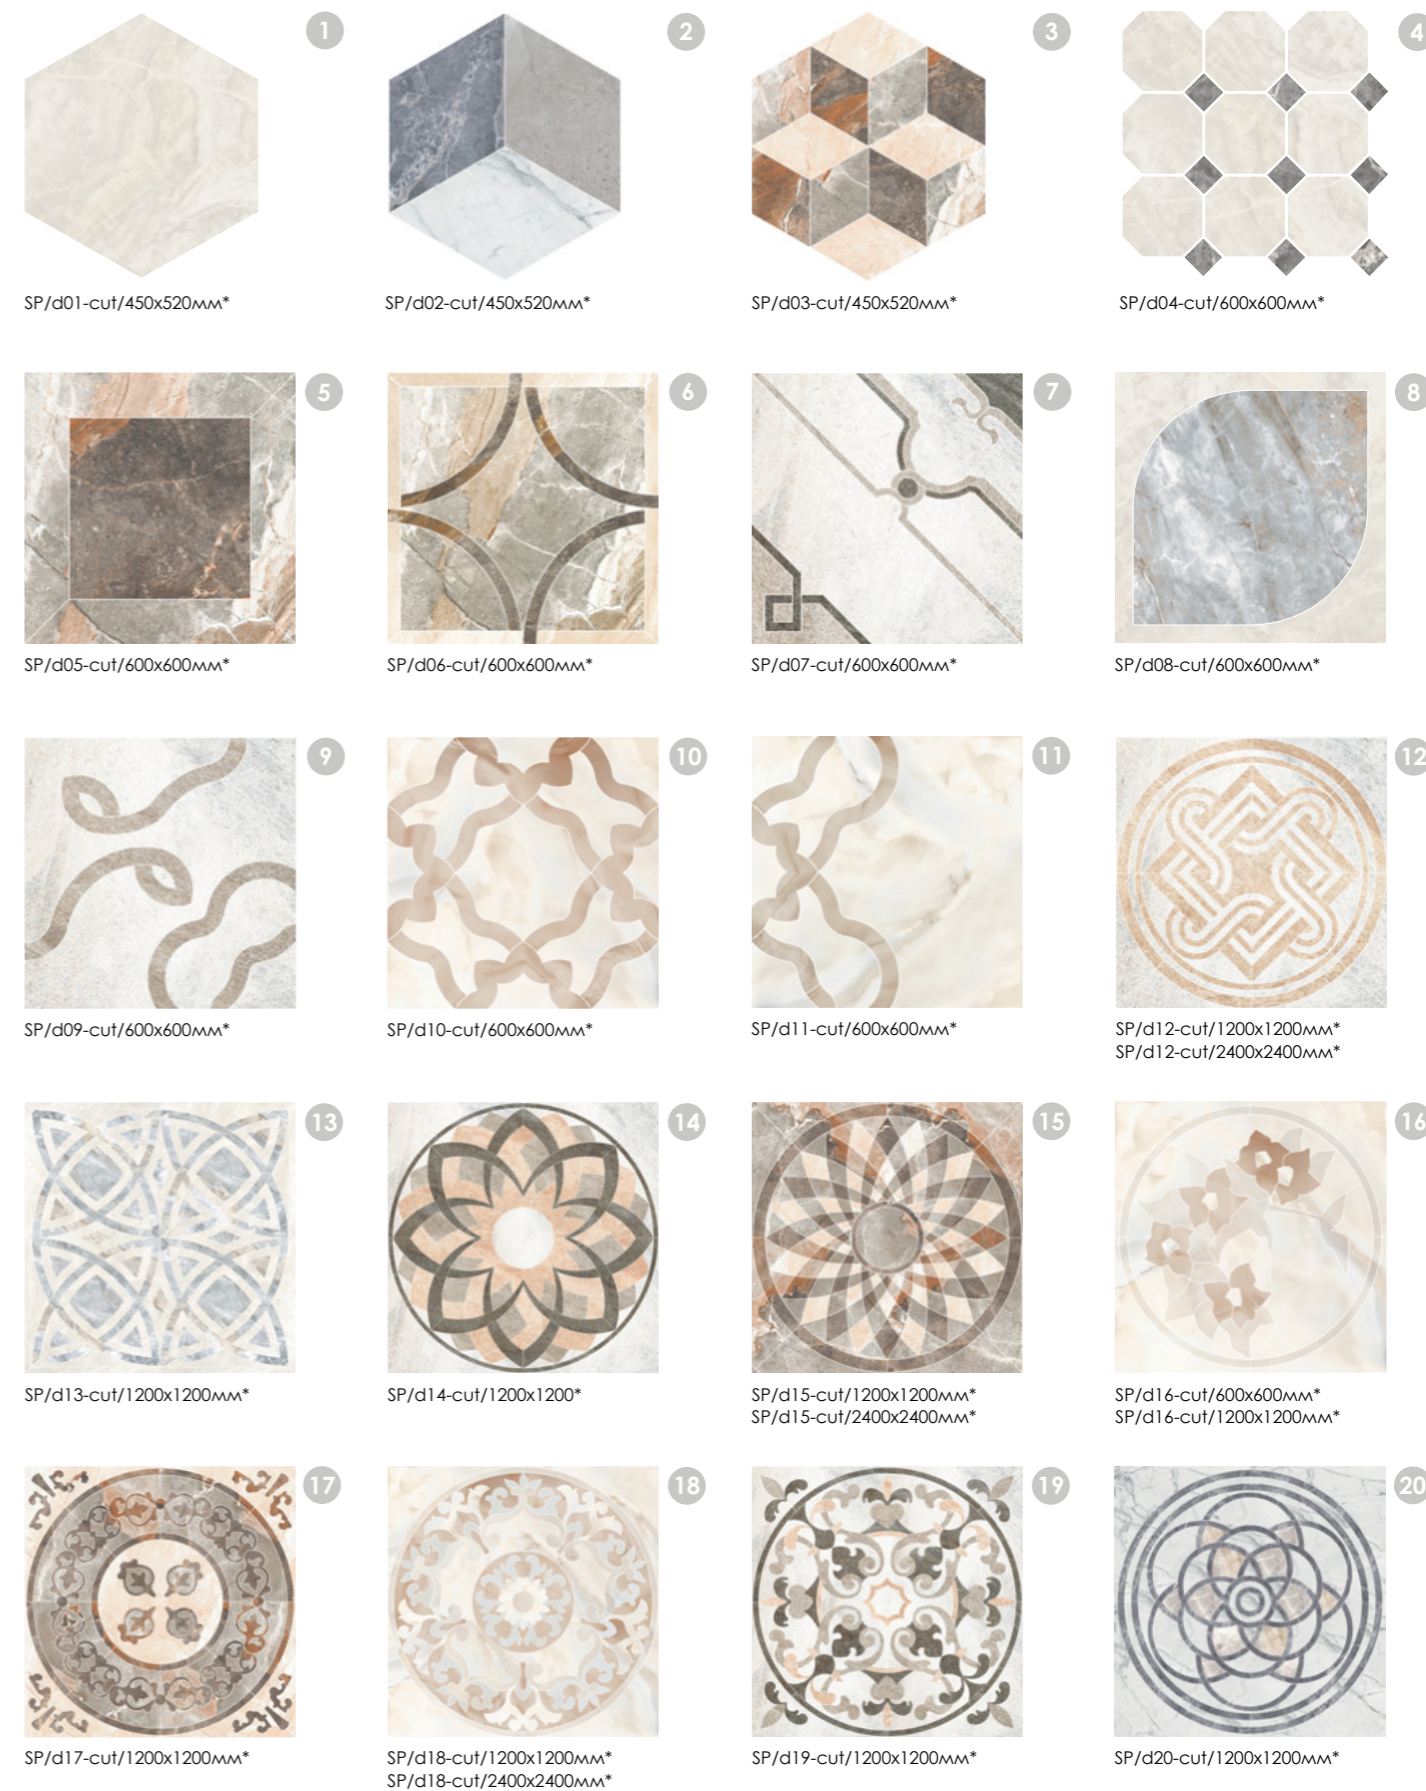 1
2
3
4
SP/d01-cut/450x520мм*
SP/d02-cut/450x520мм*
SP/d03-cut/450x520мм*
SP/d04-cut/600x600мм*
5
6
7
8
SP/d05-cut/600x600мм*
SP/d06-cut/600x600мм*
SP/d07-cut/600x600мм*
SP/d08-cut/600x600мм*
9
10
11
12
SP/d09-cut/600x600мм*
SP/d10-cut/600x600мм*
SP/d11-cut/600x600мм*
SP/d12-cut/1200x1200мм*
SP/d12-cut/2400x2400мм*
13
14
15
16
SP/d13-cut/1200x1200мм*
SP/d14-cut/1200x1200*
SP/d15-cut/1200x1200мм*
SP/d15-cut/2400x2400мм*
SP/d16-cut/600x600мм*
SP/d16-cut/1200x1200мм*
17
18
19
20
SP/d17-cut/1200x1200мм*
SP/d18-cut/1200x1200мм*
SP/d18-cut/2400x2400мм*
SP/d19-cut/1200x1200мм*
SP/d20-cut/1200x1200мм*